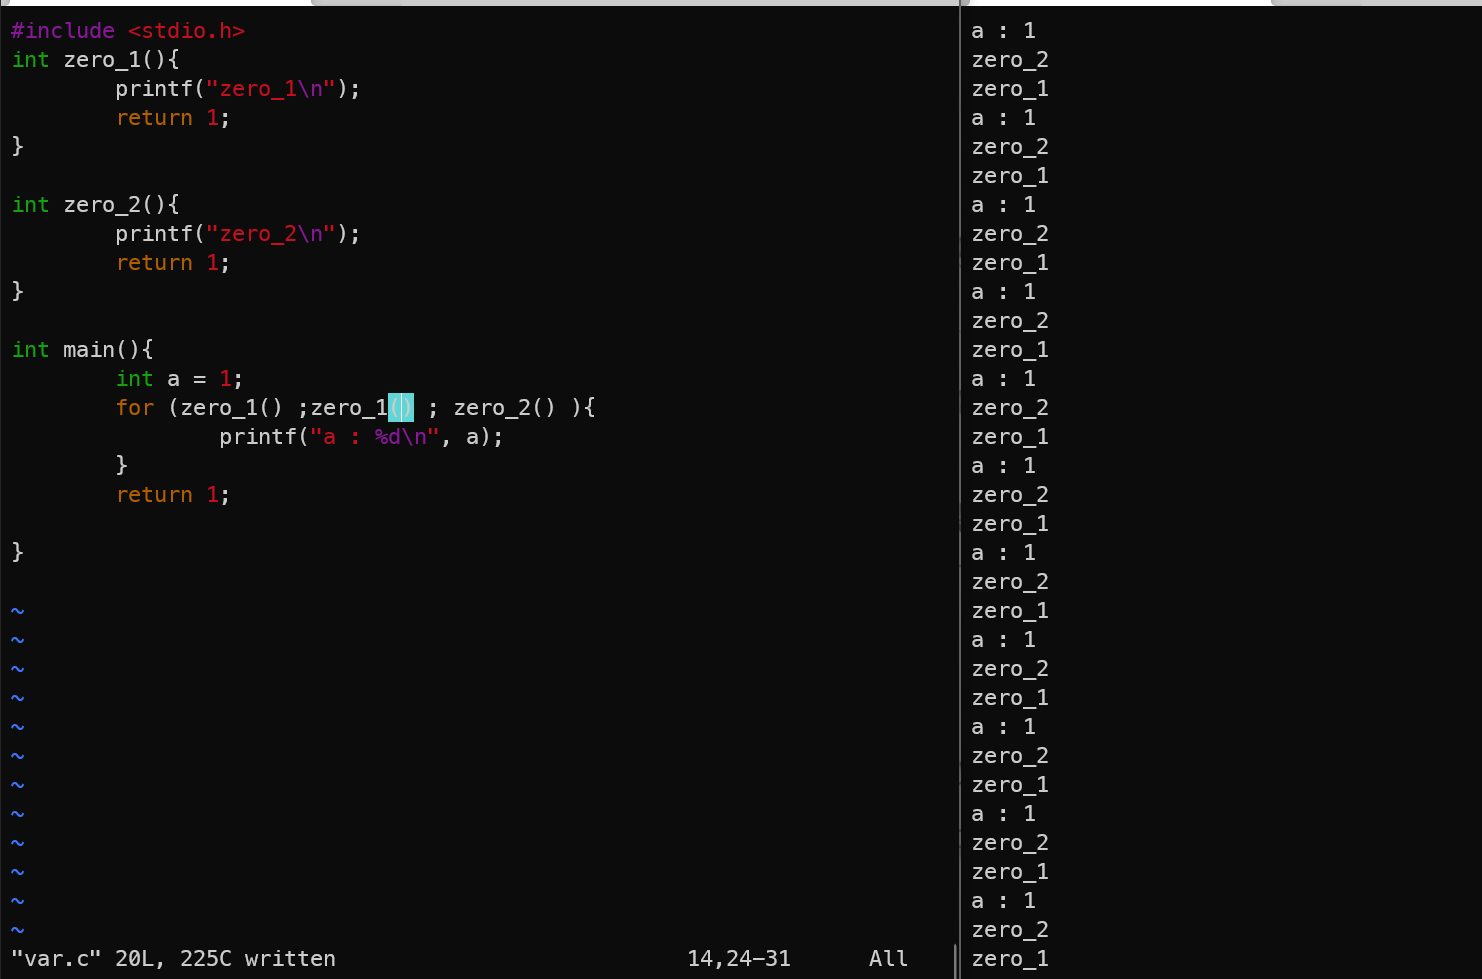 #include <stdio.h>
int zero_1(){
        printf("zero_1\n");
        return 1;
}

int zero_2(){
        printf("zero_2\n");
        return 1;
}

int main(){
        int a = 1;
        for (zero_1() ;zero_1() ; zero_2() ){
                printf("a : %d\n", a);
        }
        return 1;

}

~
~
~
~
~
~
~
~
~
~
~
~
"var.c" 20L, 225C written 14,24-31 All
a : 1
zero_2
zero_1
a : 1
zero_2
zero_1
a : 1
zero_2
zero_1
a : 1
zero_2
zero_1
a : 1
zero_2
zero_1
a : 1
zero_2
zero_1
a : 1
zero_2
zero_1
a : 1
zero_2
zero_1
a : 1
zero_2
zero_1
a : 1
zero_2
zero_1
a : 1
zero_2
zero_1